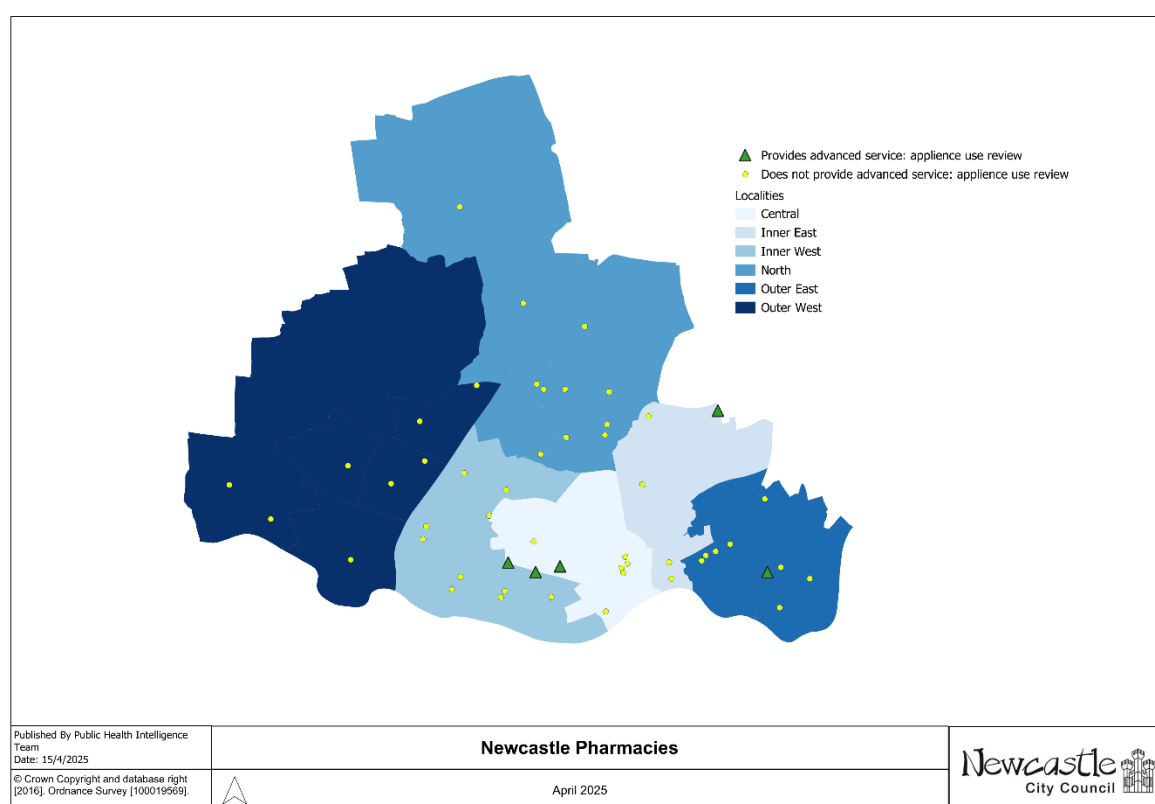 Provides advanced service: applience use review
Does not provide advanced service: applience use review
Localities
Central
Inner East
Inner West
North
Outer East
Outer West
Published By Public Health Intelligence
Team
Date: 15/4/2025
© Crown Copyright and database right
[2016]. Ordnance Survey [100019569].
Newcastle Pharmacies
April 2025
Newcastle
City Council